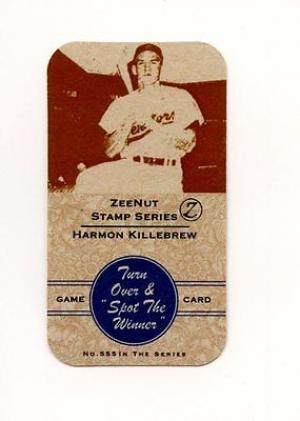 ZEENUT
STAMP SERIES Z
HARMON KILLEBREW
Turn
Over &
"Spot The
Winner"
GAME CARD
NO. 555 IN THE SERIES